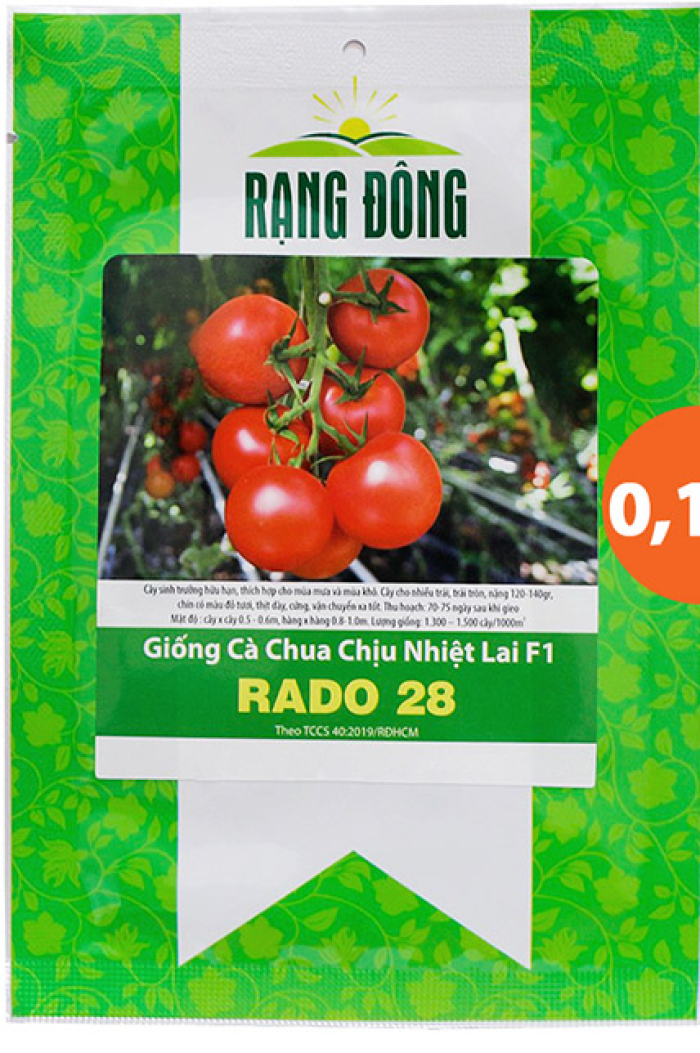 RẠNG ĐÔNG
Cây sinh trưởng hữu hạn, thích hợp cho mùa mưa và mùa khô. Cây cho nhiều trái, trái tròn, nặng 120-140gr,
chín có màu đỏ tươi, thịt dày, cứng, vận chuyển xa tốt. Thu hoạch: 70-75 ngày sau khi gieo
Mật độ : cây x cây 0.5 - 0.6m, hàng x hàng 0.8-1.0m. Lượng giống: 1.300 – 1.500 cây/1000m²
0,1
Giống Cà Chua Chịu Nhiệt Lai F1
RADO 28
Theo TCCS 40:2019/RĐHCM